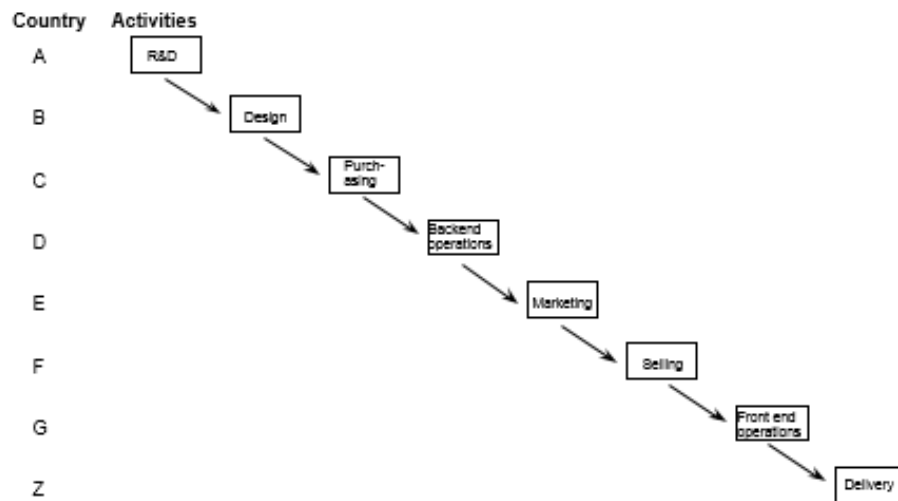 Country Activities
A
R&D
B
Design
C
Purch-
asing
D
Backend
operations
E
Marketing
F
Selling
G
Front end
operations
Z
Delivery